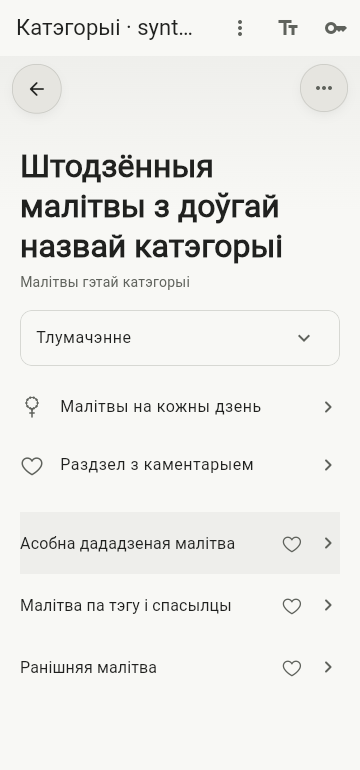 Катэгорыі · synt…
Штодзённыя
малітвы з доўгай
назвай катэгорыі
Малітвы гэтай катэгорыі
Тлумачэнне
Малітвы на кожны дзень
Раздзел з каментарыем
Асобна дададзеная малітва
Малітва па тэгу і спасылцы
Ранішняя малітва